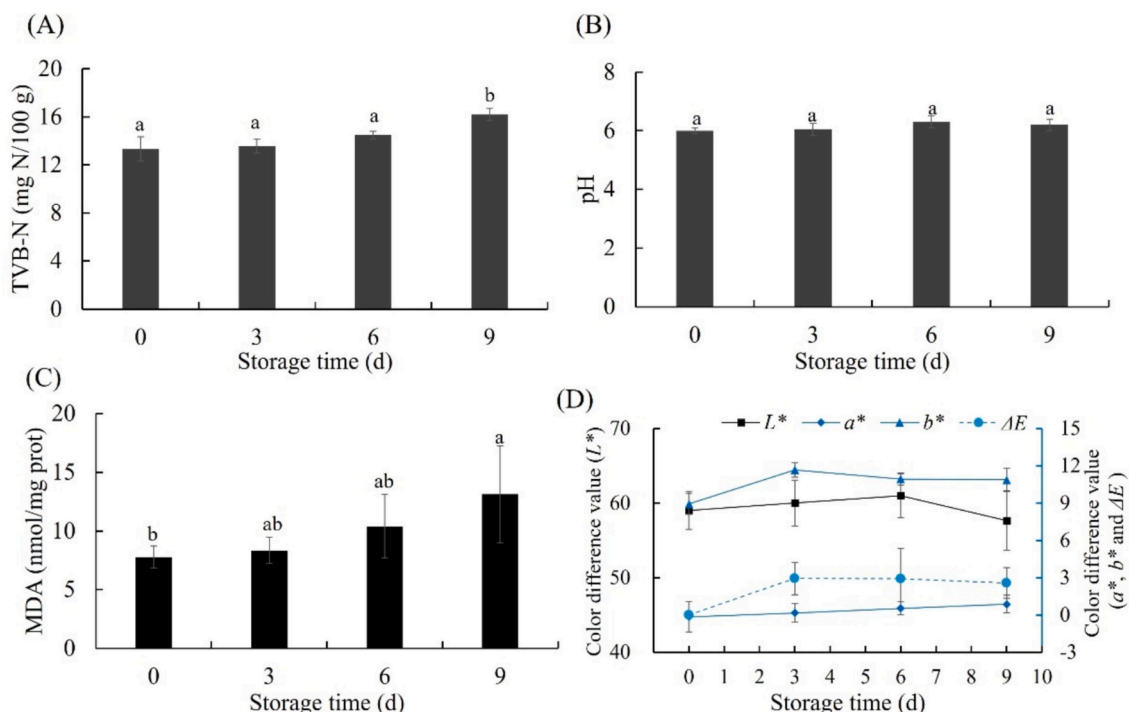 (A)
TVB-N (mg N/100 g)
20
16
12
8
4
0
a
a
a
b
0 3 6 9
Storage time (d)
(B)
pH
8
6
4
2
0
a
a
a
a
0 3 6 9
Storage time (d)
(C)
MDA (nmol/mg prot)
20
15
10
5
0
b
ab
ab
a
0 3 6 9
Storage time (d)
(D)
L* a* b* ΔE
Color difference value (L*)
70
60
50
40
15
12
9
6
3
0
-3
Color difference value
(a*, b* and ΔE)
0 1 2 3 4 5 6 7 8 9 10
Storage time (d)